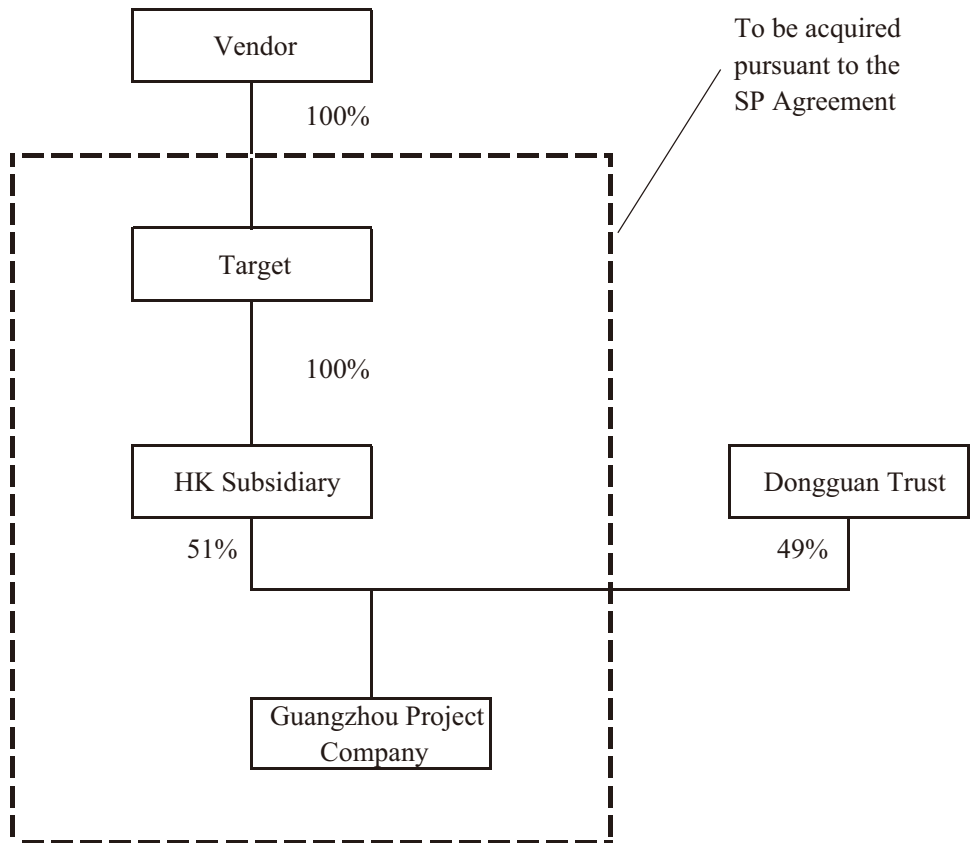 Vendor
To be acquired
pursuant to the
SP Agreement
100%
Target
100%
HK Subsidiary
Dongguan Trust
51%
49%
Guangzhou Project
Company